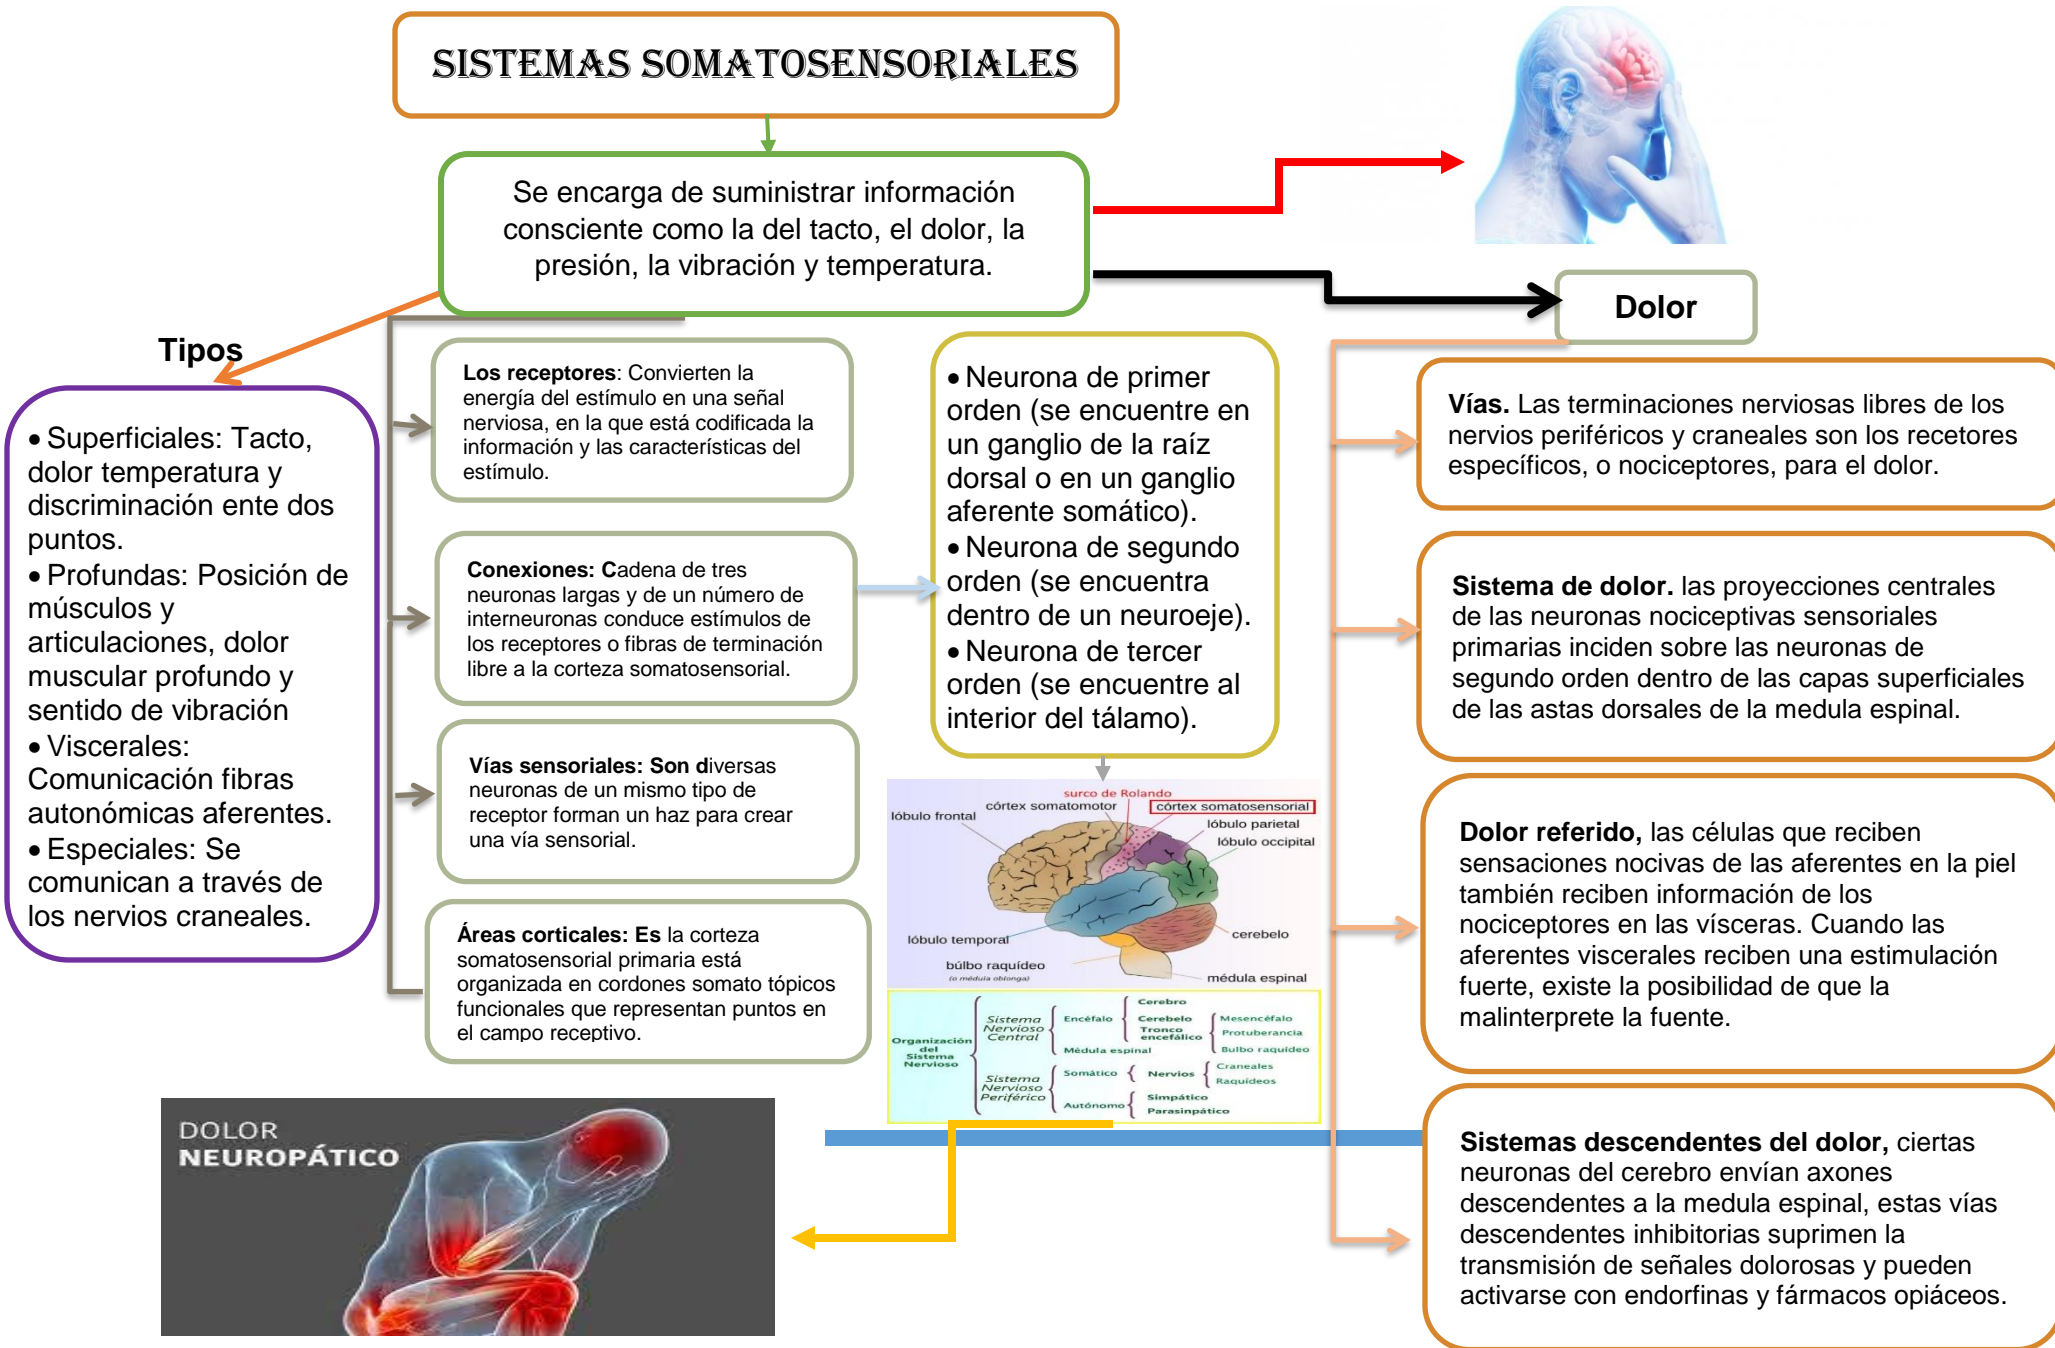 SISTEMAS SOMATOSENSORIALES
Se encarga de suministrar información
consciente como la del tacto, el dolor, la
presión, la vibración y temperatura.
Tipos
• Superficiales: Tacto,
dolor temperatura y
discriminación ente dos
puntos.
• Profundas: Posición de
músculos y
articulaciones, dolor
muscular profundo y
sentido de vibración
• Viscerales:
Comunicación fibras
autonómicas aferentes.
• Especiales: Se
comunican a través de
los nervios craneales.
Los receptores: Convierten la
energía del estímulo en una señal
nerviosa, en la que está codificada la
información y las características del
estímulo.
Conexiones: Cadena de tres
neuronas largas y de un número de
interneuronas conduce estímulos de
los receptores o fibras de terminación
libre a la corteza somatosensorial.
Vías sensoriales: Son diversas
neuronas de un mismo tipo de
receptor forman un haz para crear
una vía sensorial.
Áreas corticales: Es la corteza
somatosensorial primaria está
organizada en cordones somato tópicos
funcionales que representan puntos en
el campo receptivo.
• Neurona de primer
orden (se encuentre en
un ganglio de la raíz
dorsal o en un ganglio
aferente somático).
• Neurona de segundo
orden (se encuentra
dentro de un neuroeje).
• Neurona de tercer
orden (se encuentre al
interior del tálamo).
surco de Rolando
córtex somatomotor
córtex somatosensorial
lóbulo frontal
lóbulo parietal
lóbulo occipital
lóbulo temporal
cerebelo
búlbo raquídeo
(o médula oblonga)
médula espinal
Organización
del
Sistema
Nervioso
Sistema
Nervioso
Central
Encéfalo
Cerebro
Cerebelo
Tronco
encefálico
Mesencéfalo
Protuberancia
Bulbo raquídeo
Médula espinal
Sistema
Nervioso
Periférico
Somático
Nervios
Craneales
Raquídeos
Autónomo
Simpático
Parasinpático
Dolor
Vías. Las terminaciones nerviosas libres de los
nervios periféricos y craneales son los recetores
específicos, o nociceptores, para el dolor.
Sistema de dolor. las proyecciones centrales
de las neuronas nociceptivas sensoriales
primarias inciden sobre las neuronas de
segundo orden dentro de las capas superficiales
de las astas dorsales de la medula espinal.
Dolor referido, las células que reciben
sensaciones nocivas de las aferentes en la piel
también reciben información de los
nociceptores en las vísceras. Cuando las
aferentes viscerales reciben una estimulación
fuerte, existe la posibilidad de que la
malinterprete la fuente.
Sistemas descendentes del dolor, ciertas
neuronas del cerebro envían axones
descendentes a la medula espinal, estas vías
descendentes inhibitorias suprimen la
transmisión de señales dolorosas y pueden
activarse con endorfinas y fármacos opiáceos.
DOLOR
NEUROPÁTICO